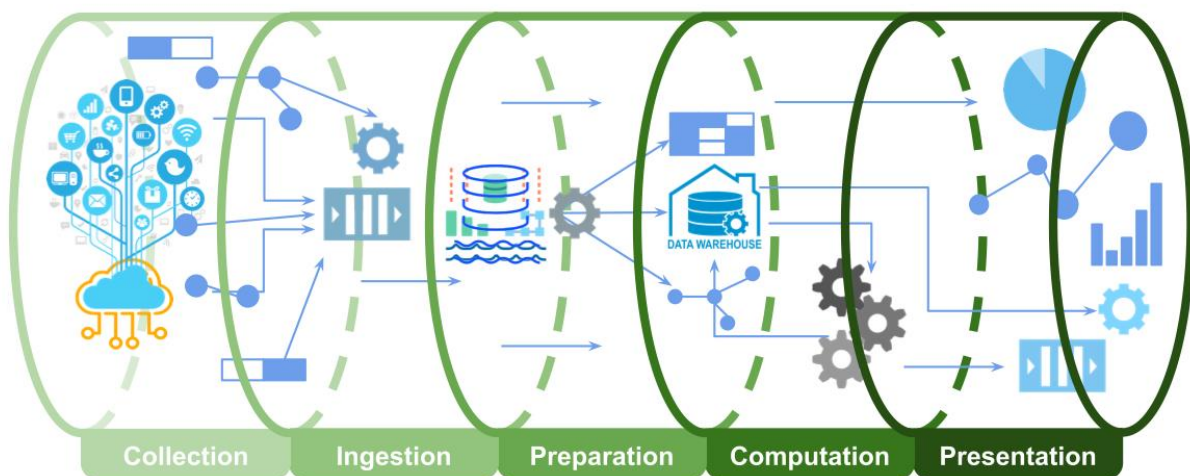 DATA WAREHOUSE
Collection
Ingestion
Preparation
Computation
Presentation